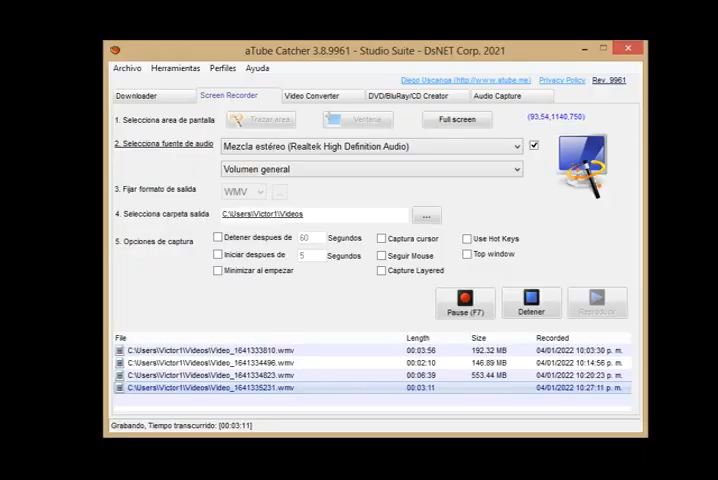 aTube Catcher 3.8.9961 - Studio Suite - DsNET Corp. 2021
Archivo Herramientas Perfiles Ayuda
Diego Uscanga (http://www.atube.me) Privacy Policy Rev. 9961
Downloader Screen Recorder Video Converter DVD/BluRay/CD Creator Audio Capture
1. Selecciona area de pantalla Trazar area Ventana Full screen (93,54,1140,750)
2. Selecciona fuente de audio Mezcla estéreo (Realtek High Definition Audio)
Volumen general
3. Fijar formato de salida WMV ...
4. Selecciona carpeta salida C:\Users\Victor1\Videos ...
5. Opciones de captura Detener despues de 60 Segundos Captura cursor Use Hot Keys
Iniciar despues de 5 Segundos Seguir Mouse Top window
Minimizar al empezar Capture Layered
Pause (F7) Detener Reproducir
File Length Size Recorded
C:\Users\Victor1\Videos\Video_1641333810.wmv 00:03:56 192.32 MB 04/01/2022 10:03:30 p. m.
C:\Users\Victor1\Videos\Video_1641334496.wmv 00:02:10 146.89 MB 04/01/2022 10:14:56 p. m.
C:\Users\Victor1\Videos\Video_1641334823.wmv 00:06:39 553.44 MB 04/01/2022 10:20:23 p. m.
C:\Users\Victor1\Videos\Video_1641335231.wmv 00:03:11 04/01/2022 10:27:11 p. m.
Grabando, Tiempo transcurrido: [00:03:11]